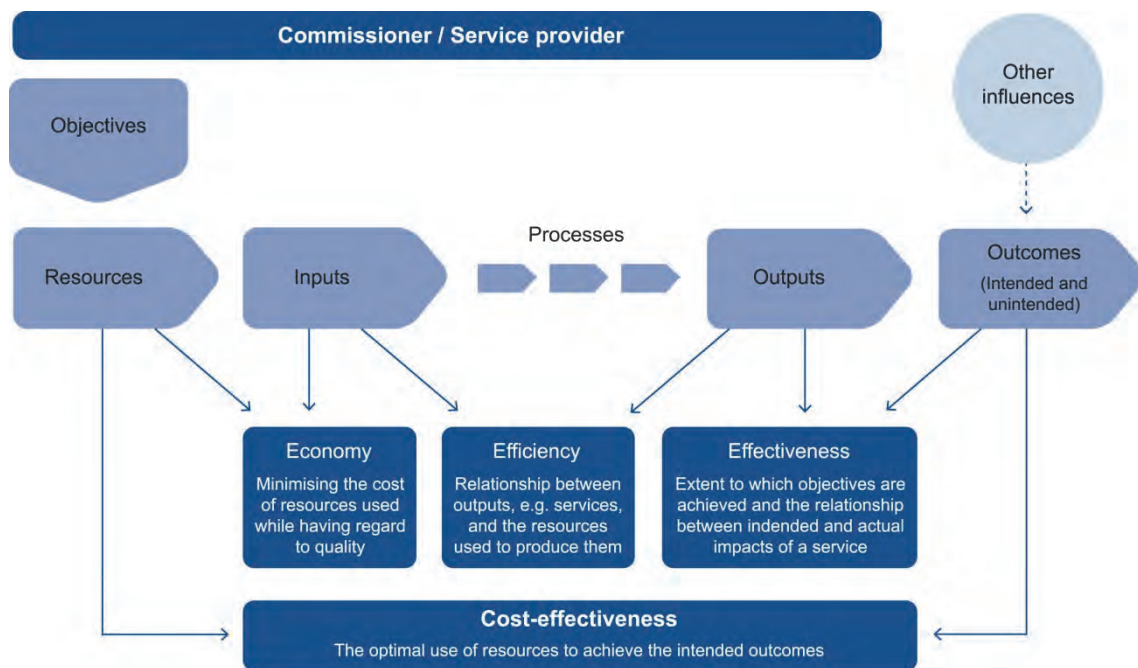 Commissioner / Service provider
Other
influences
Objectives
Resources
Inputs
Processes
Outputs
Outcomes
(Intended and
unintended)
Economy
Minimising the cost
of resources used
while having regard
to quality
Efficiency
Relationship between
outputs, e.g. services,
and the resources
used to produce them
Effectiveness
Extent to which objectives are
achieved and the relationship
between indended and actual
impacts of a service
Cost-effectiveness
The optimal use of resources to achieve the intended outcomes